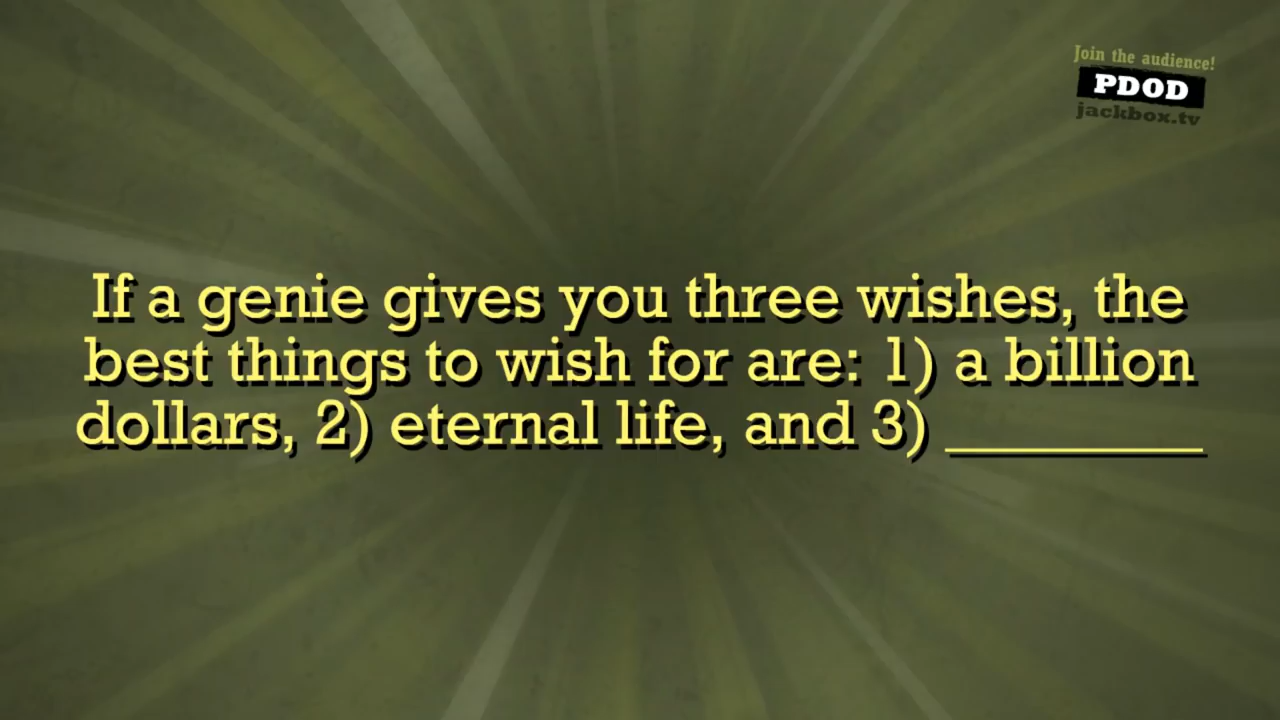 Join the audience!
PDOD
jackbox.tv
If a genie gives you three wishes, the
best things to wish for are: 1) a billion
dollars, 2) eternal life, and 3) ________